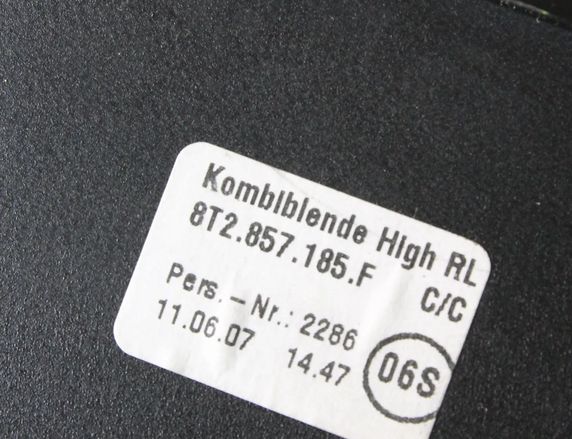 Kombiblende High RL
8T2.857.185.F C/C
Pers. - Nr.: 2286
11.06.07 14.47
06S